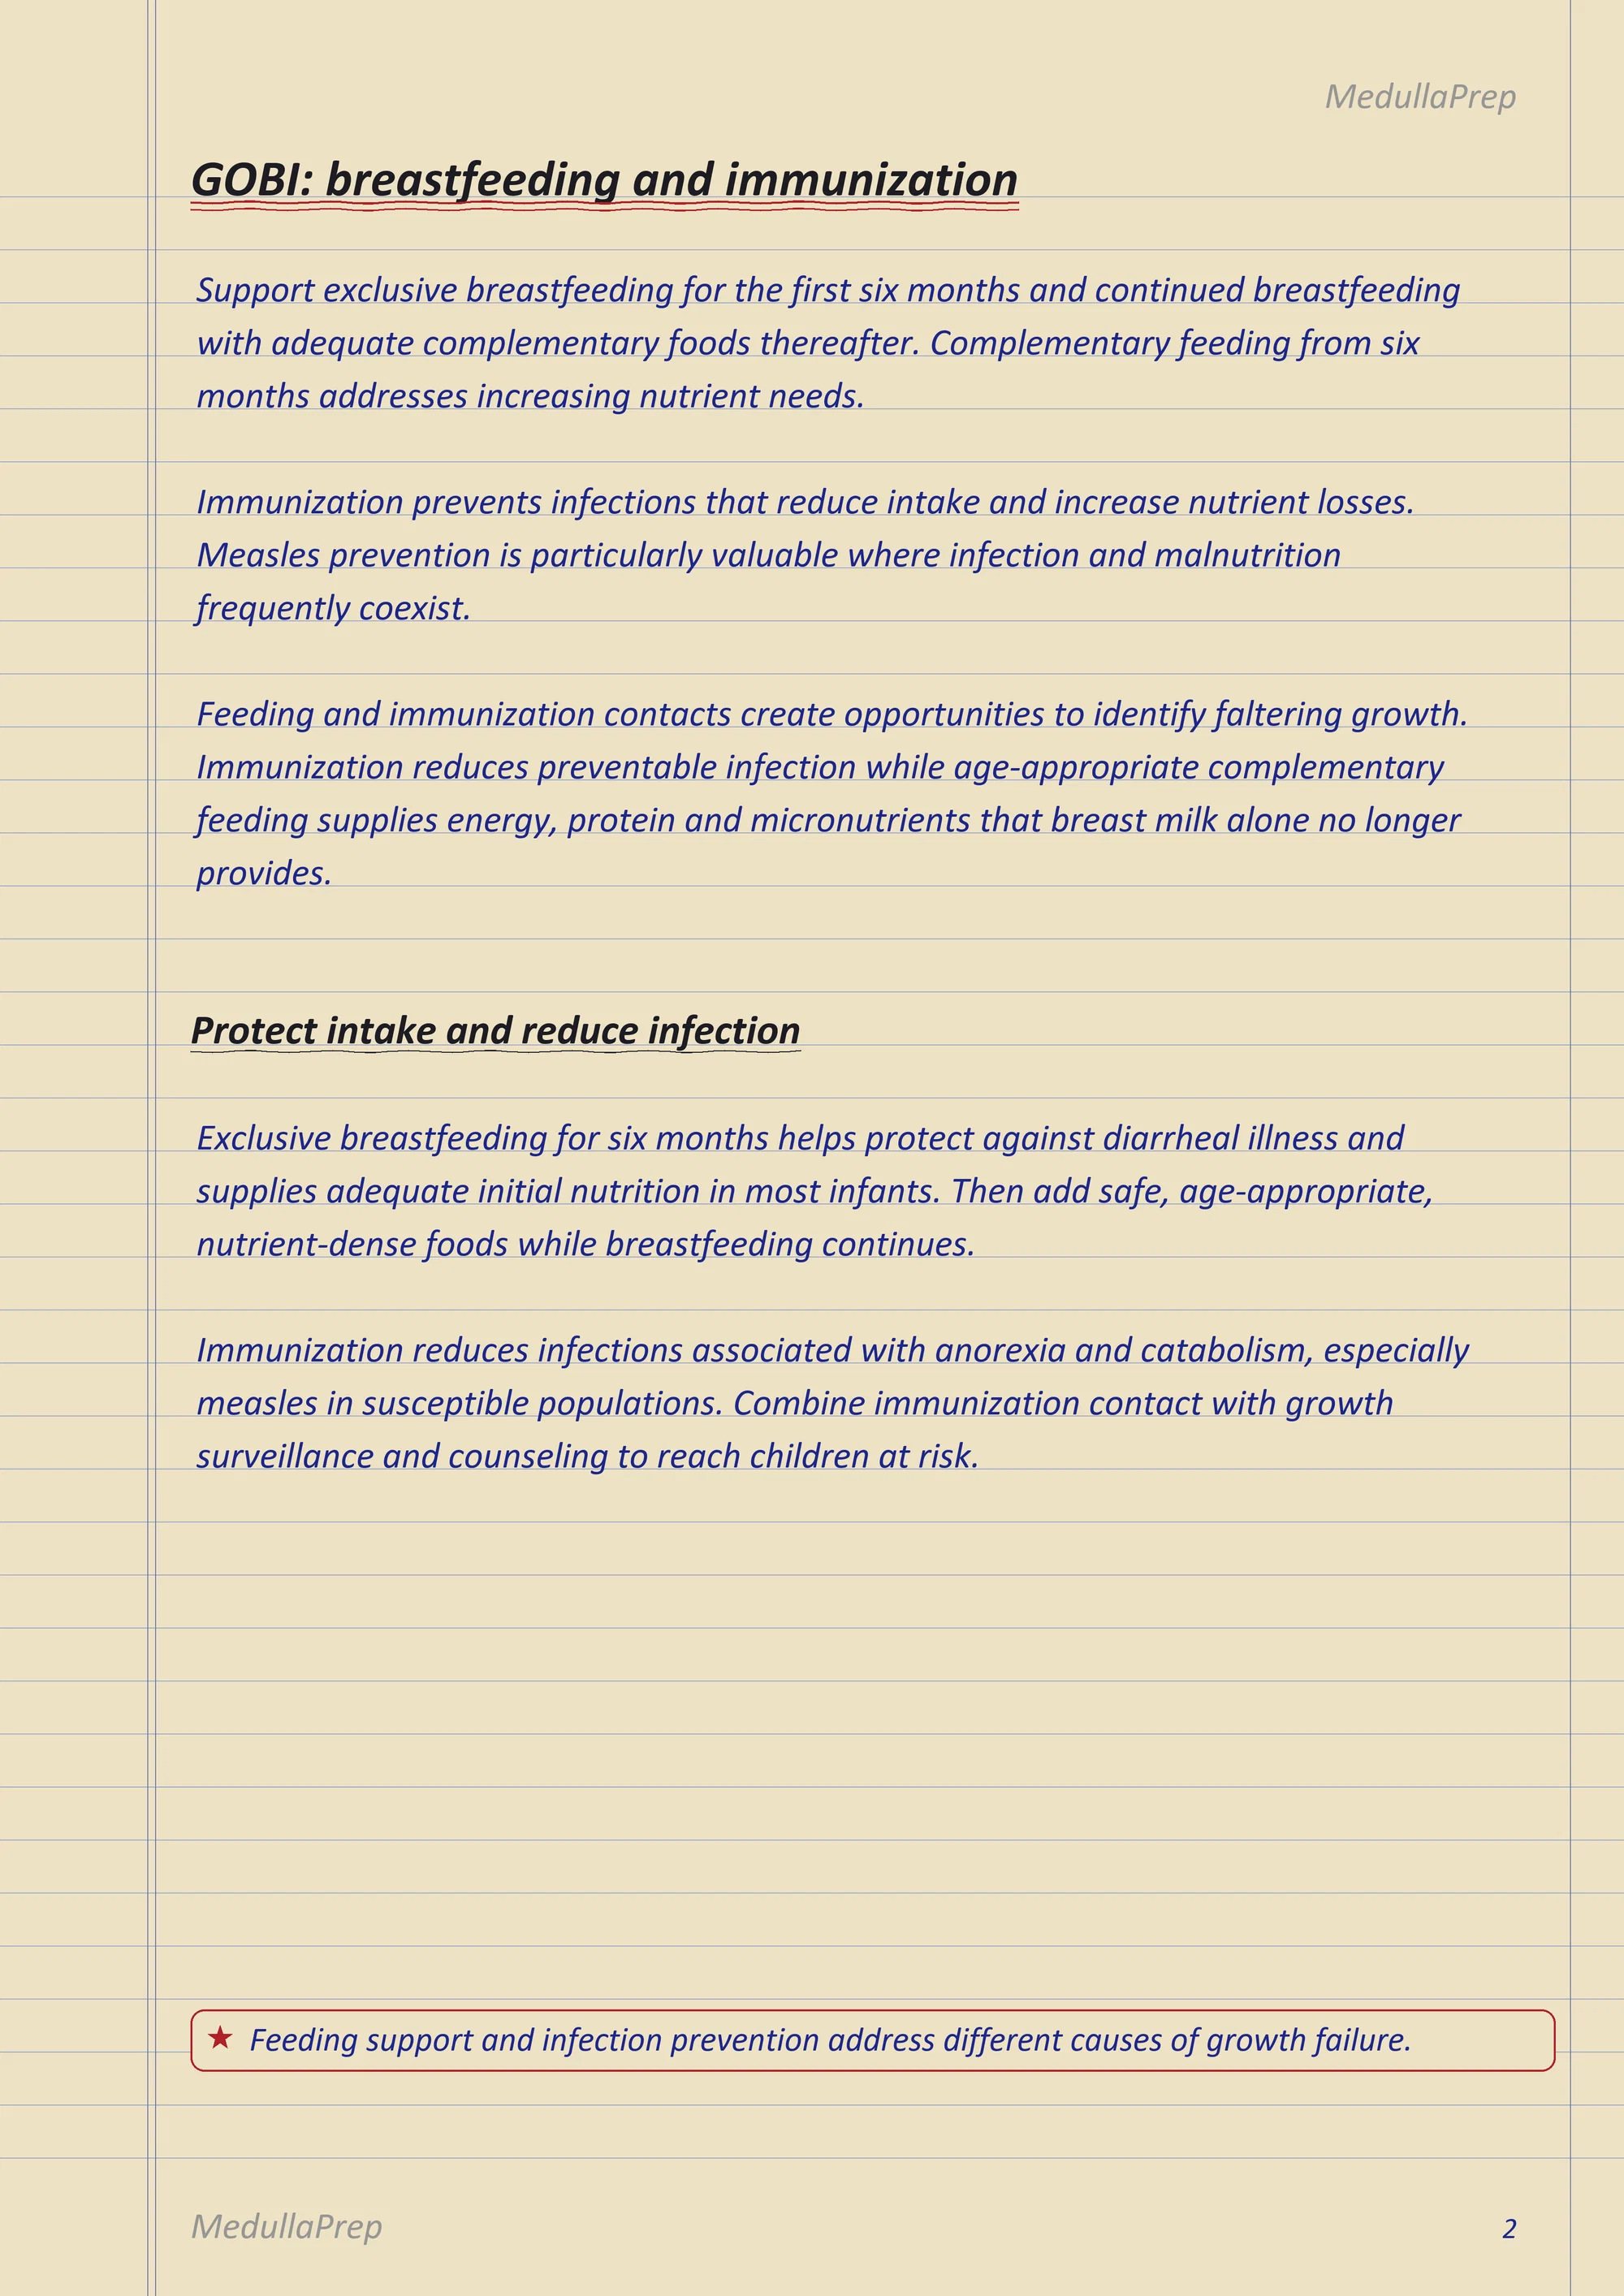 MedullaPrep
GOBI: breastfeeding and immunization
Support exclusive breastfeeding for the first six months and continued breastfeeding
with adequate complementary foods thereafter. Complementary feeding from six
months addresses increasing nutrient needs.
Immunization prevents infections that reduce intake and increase nutrient losses.
Measles prevention is particularly valuable where infection and malnutrition
frequently coexist.
Feeding and immunization contacts create opportunities to identify faltering growth.
Immunization reduces preventable infection while age-appropriate complementary
feeding supplies energy, protein and micronutrients that breast milk alone no longer
provides.
Protect intake and reduce infection
Exclusive breastfeeding for six months helps protect against diarrheal illness and
supplies adequate initial nutrition in most infants. Then add safe, age-appropriate,
nutrient-dense foods while breastfeeding continues.
Immunization reduces infections associated with anorexia and catabolism, especially
measles in susceptible populations. Combine immunization contact with growth
surveillance and counseling to reach children at risk.
★ Feeding support and infection prevention address different causes of growth failure.
MedullaPrep
2